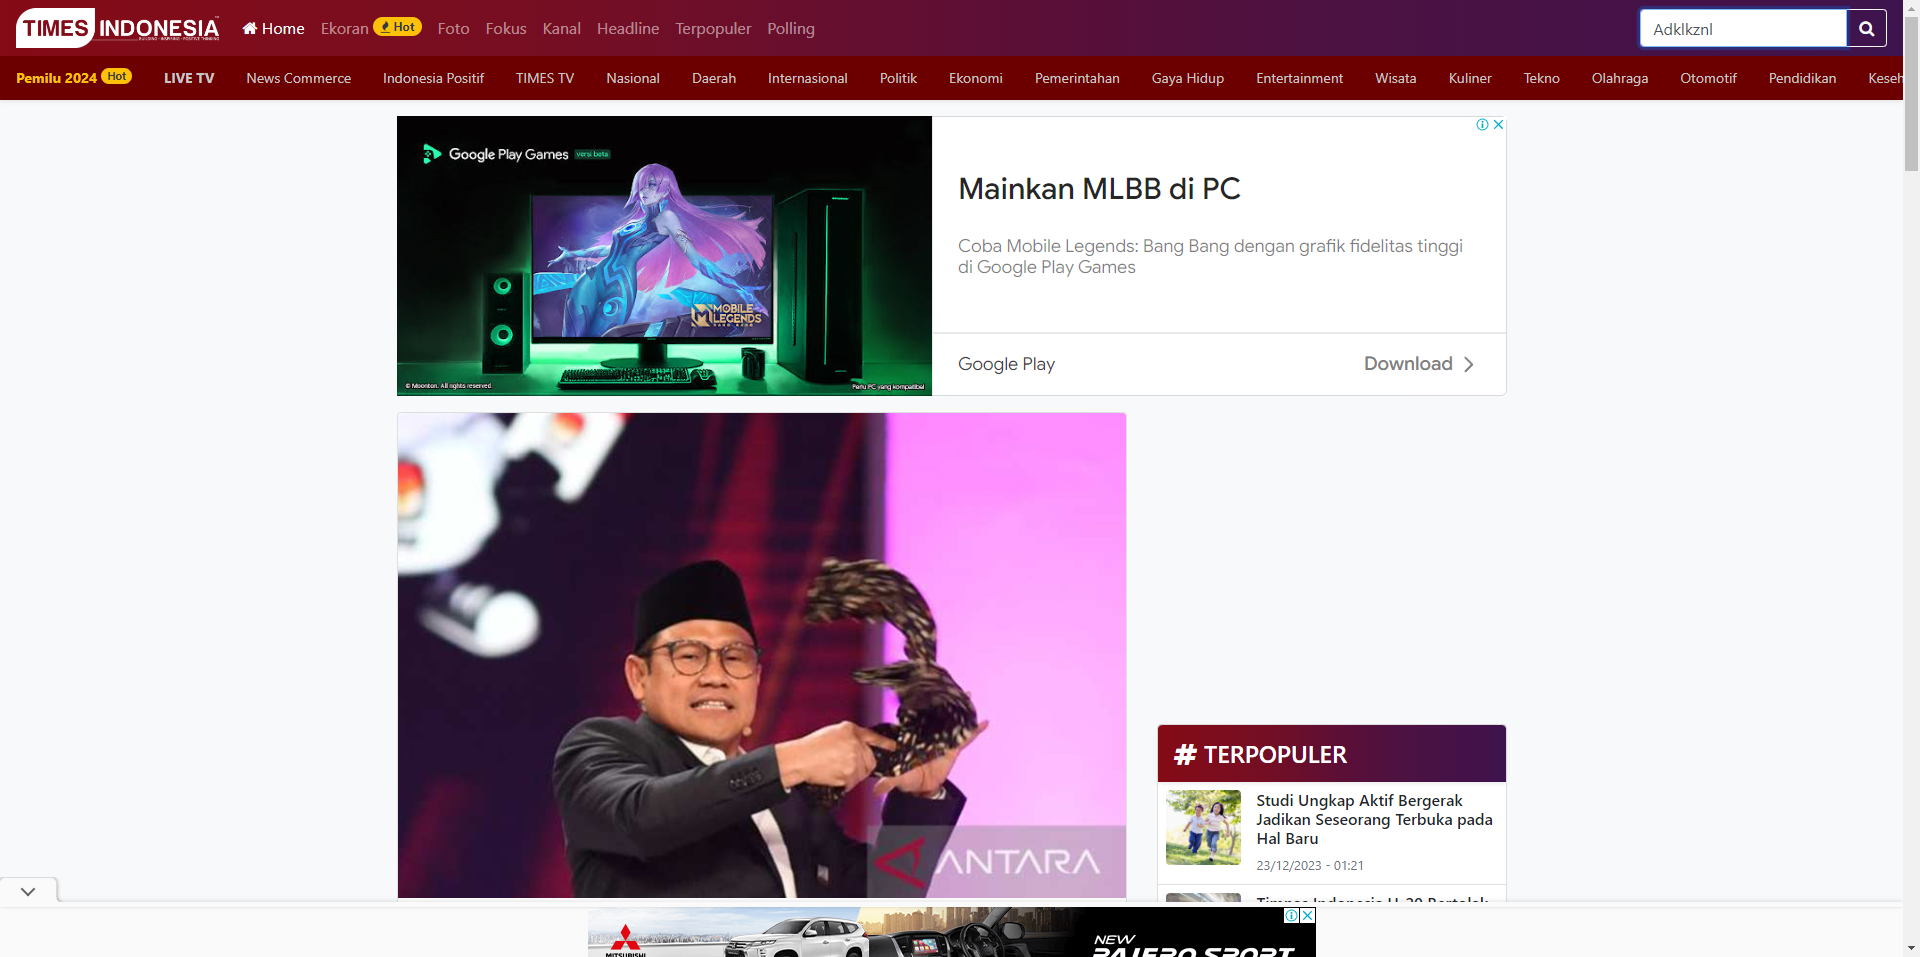 TIMES INDONESIA
Home
Ekoran
Hot
Foto
Fokus
Kanal
Headline
Terpopuler
Polling
Adklkznl
Pemilu 2024
Hot
LIVE TV
News Commerce
Indonesia Positif
TIMES TV
Nasional
Daerah
Internasional
Politik
Ekonomi
Pemerintahan
Gaya Hidup
Entertainment
Wisata
Kuliner
Tekno
Olahraga
Otomotif
Pendidikan
Keseh
Google Play Games versi beta
MOBILE
LEGENDS
BANG BANG
© Moonton. All rights reserved.
Perlu PC yang kompatibel
Mainkan MLBB di PC
Coba Mobile Legends: Bang Bang dengan grafik fidelitas tinggi
di Google Play Games
Google Play
Download
ANTARA
# TERPOPULER
Studi Ungkap Aktif Bergerak
Jadikan Seseorang Terbuka pada
Hal Baru
23/12/2023 - 01:21
MITSUBISHI
NEW
PAJERO SPORT